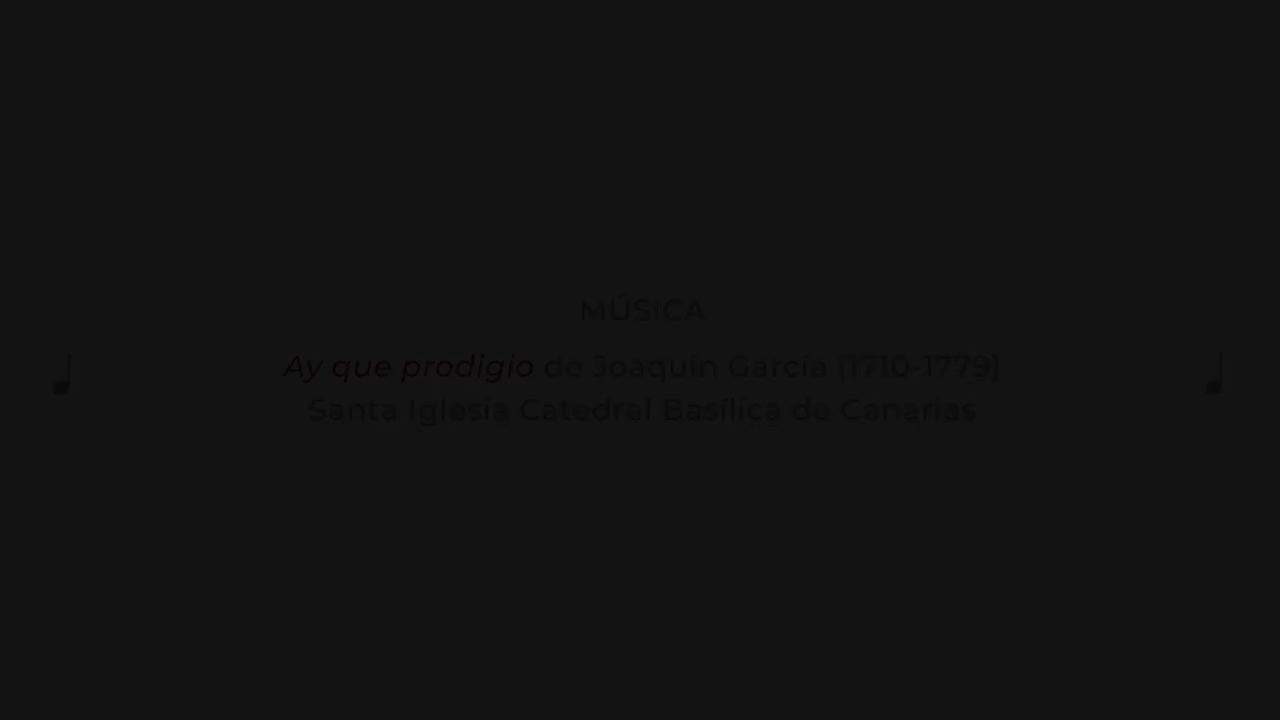 MÚSICA
Ay que prodigio de Joaquín García (1710-1779)
Santa Iglesia Catedral Basílica de Canarias